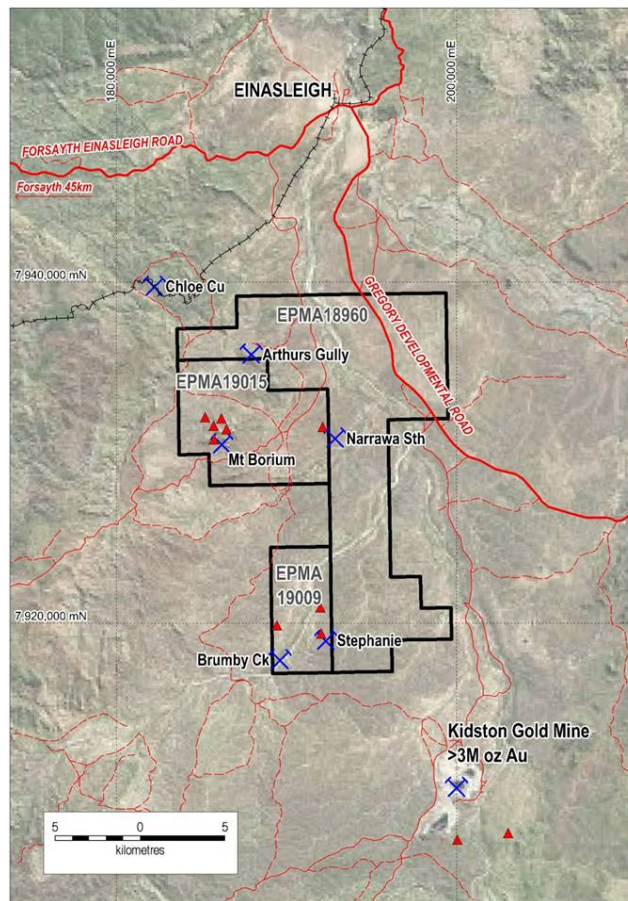 180,000 mE
200,000 mE
EINASLEIGH
FORSAYTH EINASLEIGH ROAD
Forsayth 45km
7,940,000 mN
Chloe Cu
EPMA18960
GREGORY DEVELOPMENTAL ROAD
Arthurs Gully
EPMA19015
Narrawa Sth
Mt Borium
EPMA
19009
7,920,000 mN
Stephanie
Brumby Ck
Kidston Gold Mine
>3M oz Au
5 0 5
kilometres